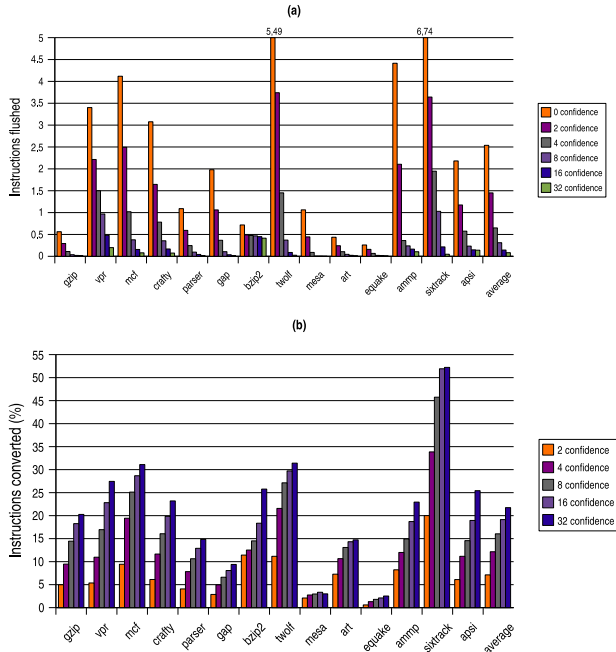 (a)
5,49
6,74
5
4,5
4
3,5
3
2,5
2
1,5
1
0,5
0
Instructions flushed
gzip
vpr
mcf
crafty
parser
gap
bzip2
twolf
mesa
art
equake
ammp
sixtrack
apsi
average
0 confidence
2 confidence
4 confidence
8 confidence
16 confidence
32 confidence
(b)
55
50
45
40
35
30
25
20
15
10
5
0
Instructions converted (%)
gzip
vpr
mcf
crafty
parser
gap
bzip2
twolf
mesa
art
equake
ammp
sixtrack
apsi
average
2 confidence
4 confidence
8 confidence
16 confidence
32 confidence